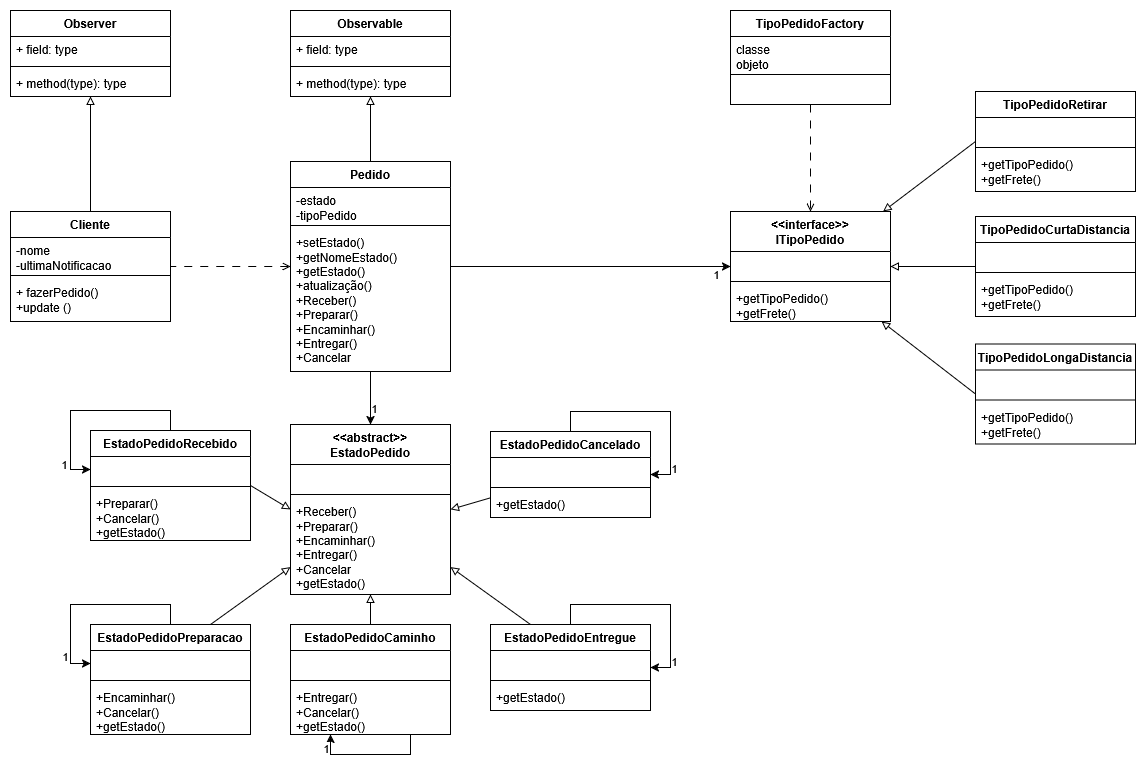 Observer
+ field: type
+ method(type): type
Observable
+ field: type
+ method(type): type
TipoPedidoFactory
classe
objeto
TipoPedidoRetirar
+getTipoPedido()
+getFrete()
Pedido
-estado
-tipoPedido
+setEstado()
+getNomeEstado()
+getEstado()
+atualização()
+Receber()
+Preparar()
+Encaminhar()
+Entregar()
+Cancelar
Cliente
-nome
-ultimaNotificacao
+ fazerPedido()
+update ()
1
<<interface>>
ITipoPedido
+getTipoPedido()
+getFrete()
TipoPedidoCurtaDistancia
+getTipoPedido()
+getFrete()
TipoPedidoLongaDistancia
+getTipoPedido()
+getFrete()
1
EstadoPedidoRecebido
+Preparar()
+Cancelar()
+getEstado()
1
<<abstract>>
EstadoPedido
+Receber()
+Preparar()
+Encaminhar()
+Entregar()
+Cancelar
+getEstado()
EstadoPedidoCancelado
+getEstado()
1
EstadoPedidoPreparacao
+Encaminhar()
+Cancelar()
+getEstado()
1
EstadoPedidoCaminho
+Entregar()
+Cancelar()
+getEstado()
1
EstadoPedidoEntregue
+getEstado()
1